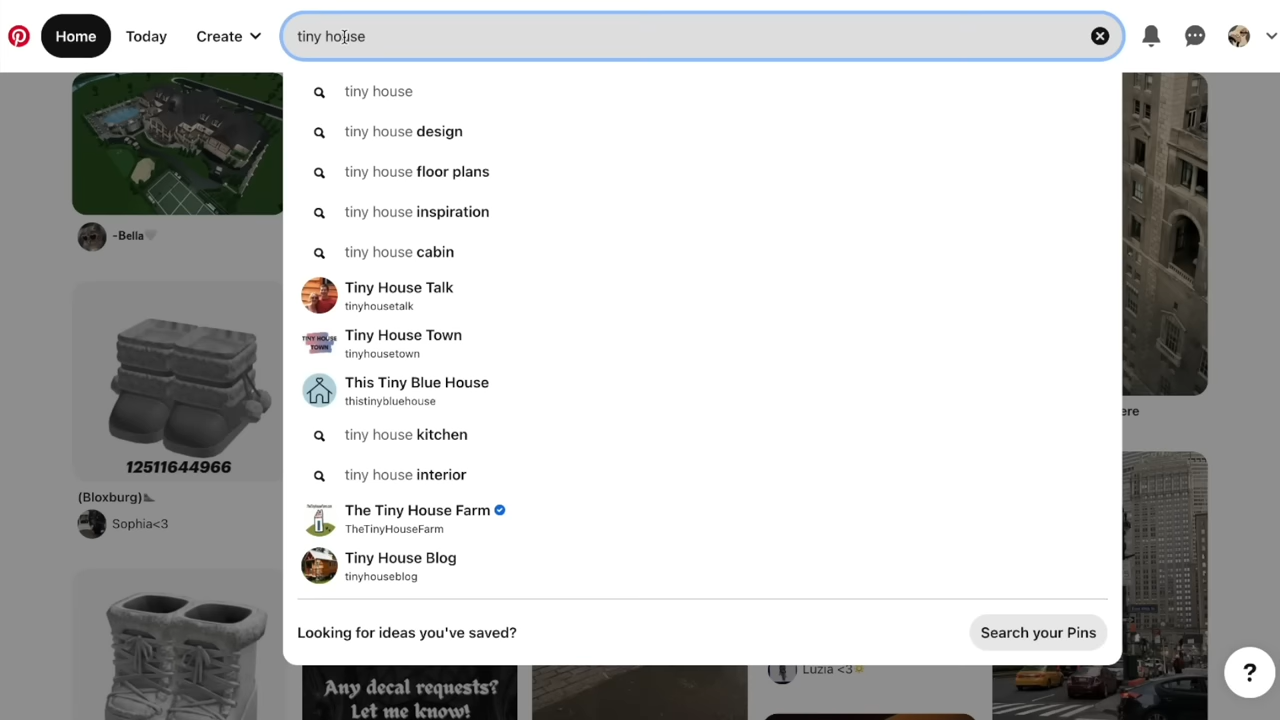 Home
Today
Create
tiny house
tiny house
tiny house design
tiny house floor plans
tiny house inspiration
tiny house cabin
Tiny House Talk
tinyhousetalk
TINY HOUSE
TOWN
Tiny House Town
tinyhousetown
This Tiny Blue House
thistinybluehouse
tiny house kitchen
tiny house interior
The Tiny House Farm
TheTinyHouseFarm
Tiny House Blog
tinyhouseblog
Looking for ideas you've saved?
Search your Pins
-Bella🤍
12511644966
(Bloxburg)
Sophia<3
Any decal requests?
Let me know!
Luzia <3
ere
?